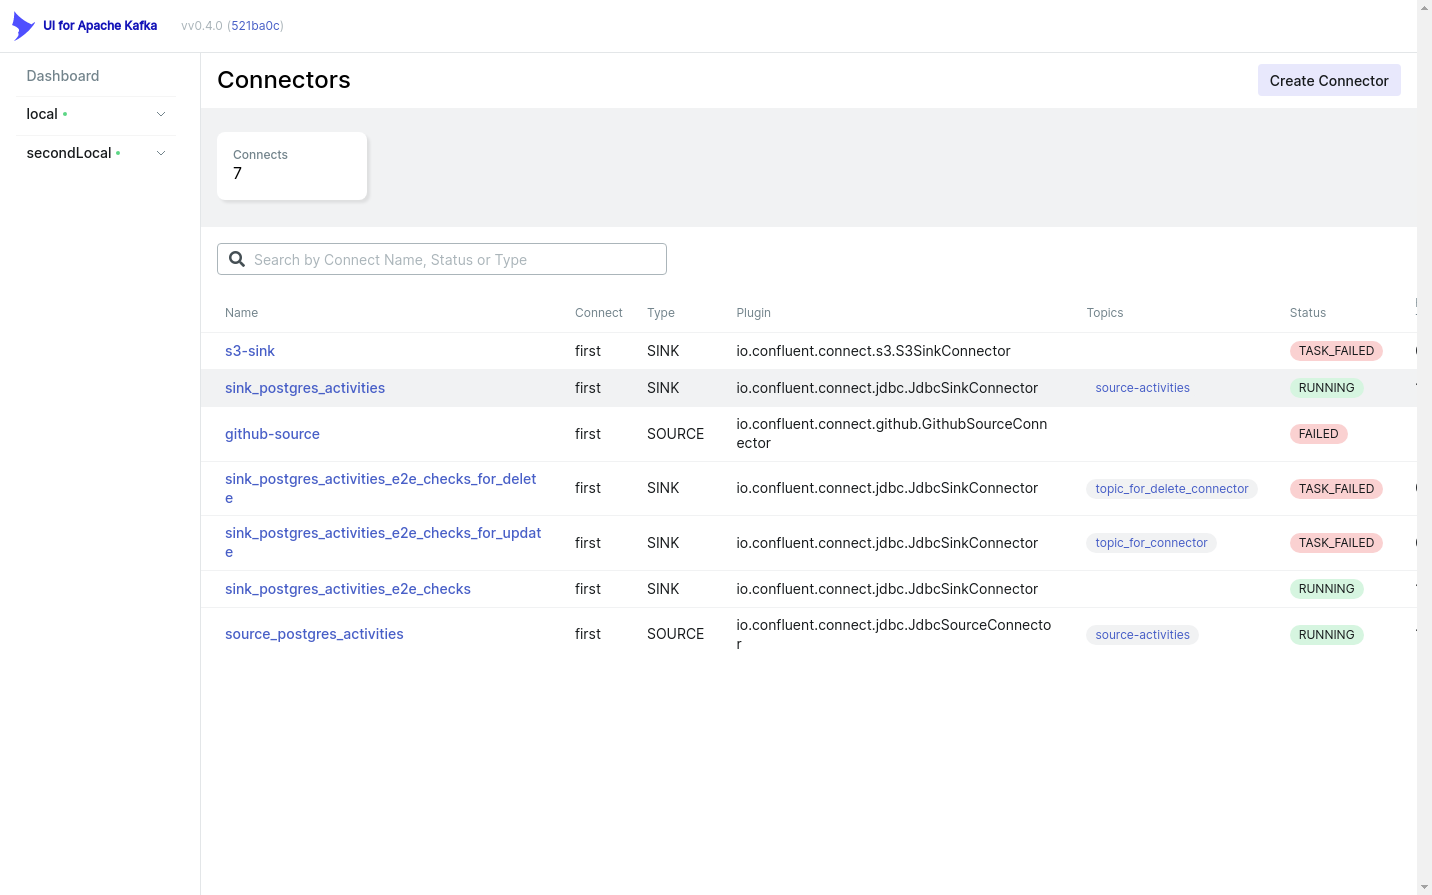 UI for Apache Kafka
vv0.4.0 (521ba0c)
Dashboard
local
secondLocal
Connectors
Create Connector
Connects
7
Search by Connect Name, Status or Type
Name Connect Type Plugin Topics Status
s3-sink first SINK io.confluent.connect.s3.S3SinkConnector TASK_FAILED
sink_postgres_activities first SINK io.confluent.connect.jdbc.JdbcSinkConnector source-activities RUNNING
github-source first SOURCE io.confluent.connect.github.GithubSourceConn
ector FAILED
sink_postgres_activities_e2e_checks_for_delet
e first SINK io.confluent.connect.jdbc.JdbcSinkConnector topic_for_delete_connector TASK_FAILED
sink_postgres_activities_e2e_checks_for_updat
e first SINK io.confluent.connect.jdbc.JdbcSinkConnector topic_for_connector TASK_FAILED
sink_postgres_activities_e2e_checks first SINK io.confluent.connect.jdbc.JdbcSinkConnector RUNNING
source_postgres_activities first SOURCE io.confluent.connect.jdbc.JdbcSourceConnecto
r source-activities RUNNING